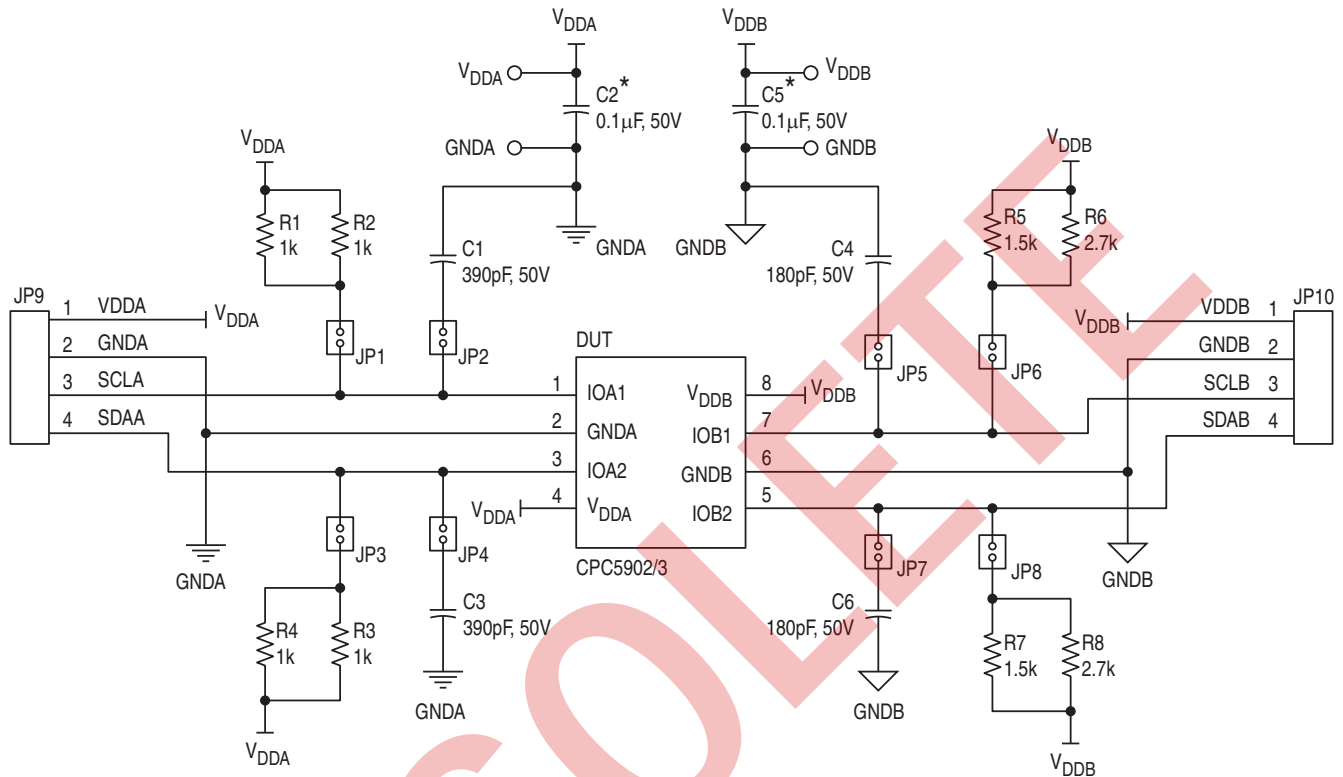 VDDA
VDDB
VDDA
C2*
0.1µF, 50V
GNDA
C5*
0.1µF, 50V
VDDB
GNDB
VDDA
R1
1k
R2
1k
C1
390pF, 50V
GNDA
GNDB
C4
180pF, 50V
VDDB
R5
1.5k
R6
2.7k
JP9
1 VDDA
VDDA
2 GNDA
3 SCLA
4 SDAA
JP1
JP2
DUT
JP5
JP6
VDDB
VDDB 1
JP10
GNDB 2
SCLB 3
SDAB 4
1 IOA1
2 GNDA
3 IOA2
VDDA
4 VDDA
VDDB 8
VDDB
IOB1 7
GNDB 6
IOB2 5
CPC5902/3
GNDA
JP3
JP4
JP7
JP8
GNDB
R4
1k
R3
1k
C3
390pF, 50V
C6
180pF, 50V
R7
1.5k
R8
2.7k
VDDA
GNDA
GNDB
VDDB
SOLETE